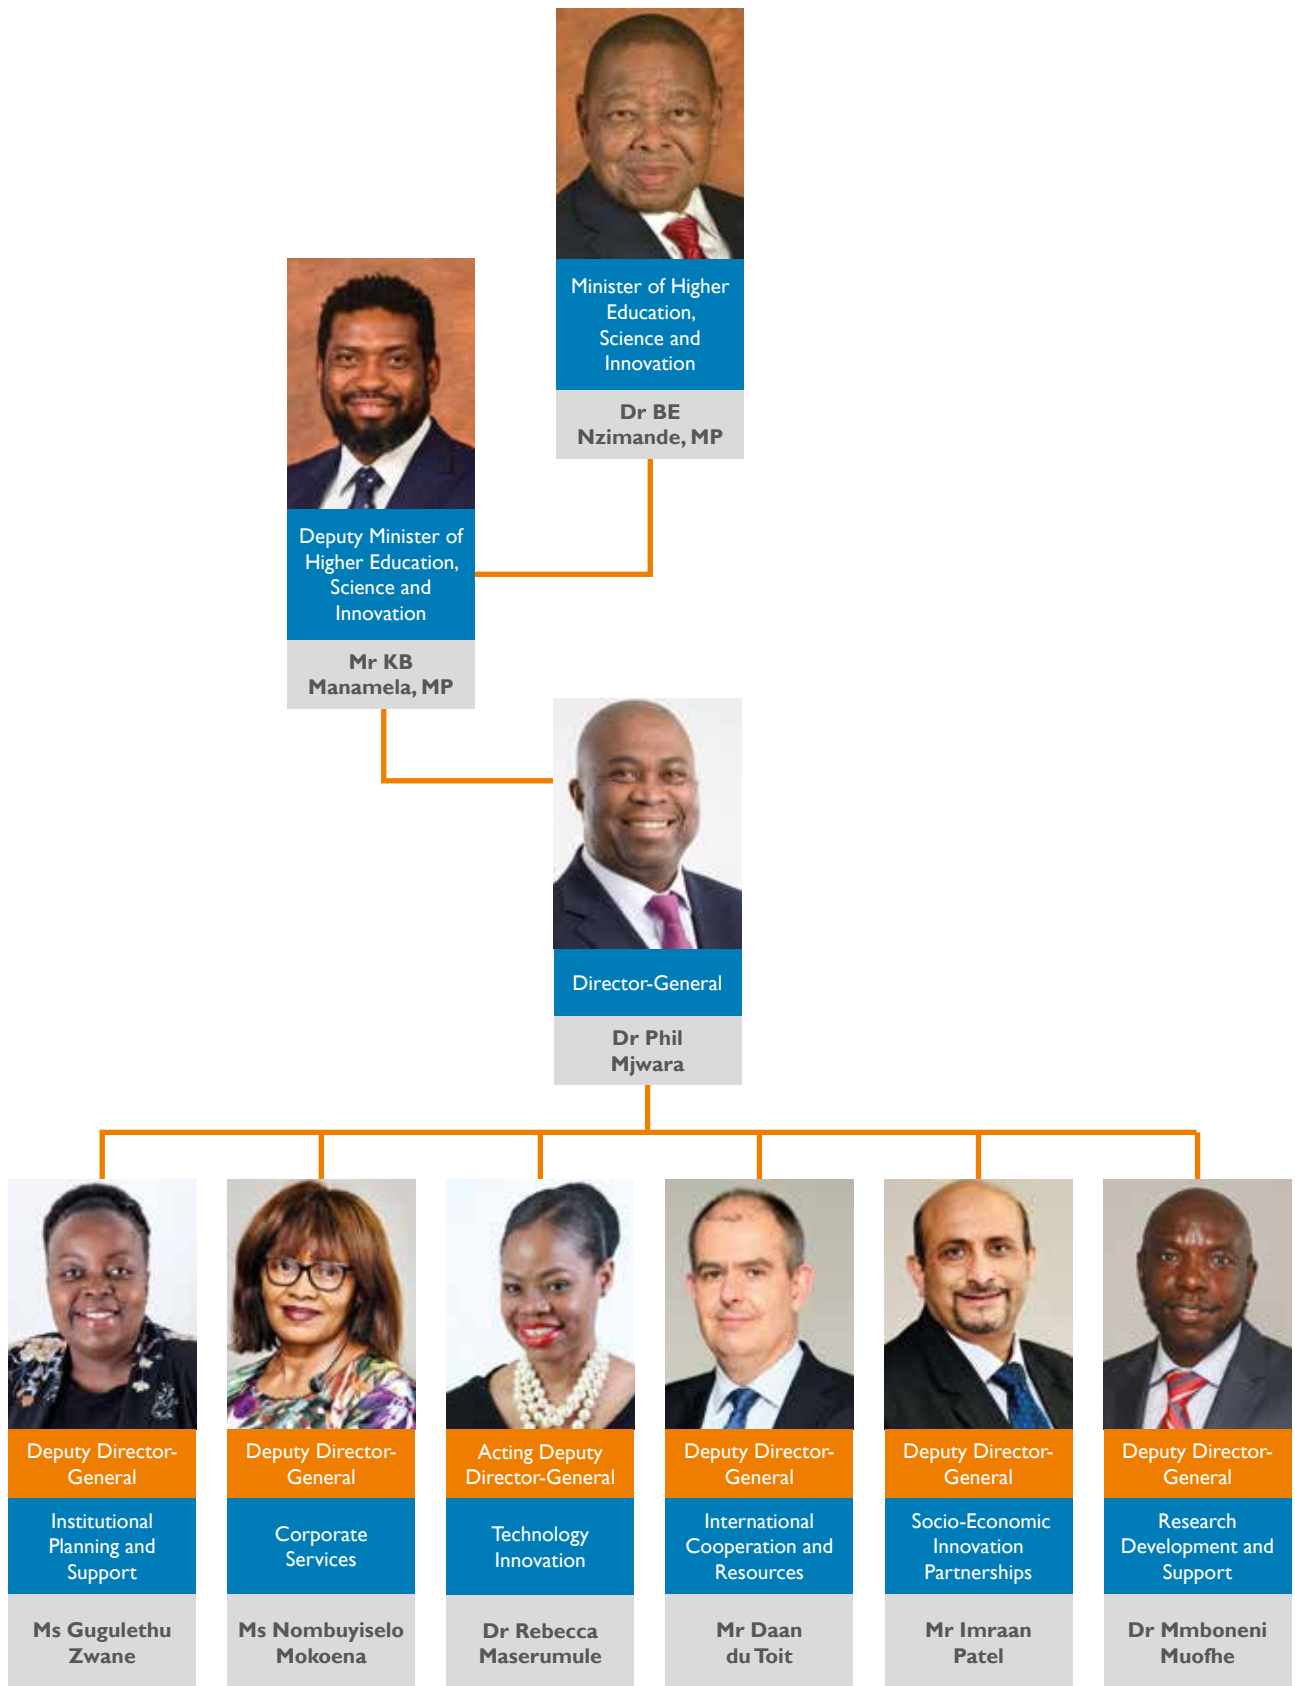 Minister of Higher
Education,
Science and
Innovation
Dr BE
Nzimande, MP
Deputy Minister of
Higher Education,
Science and
Innovation
Mr KB
Manamela, MP
Director-General
Dr Phil
Mjwara
Deputy Director-
General
Institutional
Planning and
Support
Ms Gugulethu
Zwane
Deputy Director-
General
Corporate
Services
Ms Nombuyiselo
Mokoena
Acting Deputy
Director-General
Technology
Innovation
Dr Rebecca
Maserumule
Deputy Director-
General
International
Cooperation and
Resources
Mr Daan
du Toit
Deputy Director-
General
Socio-Economic
Innovation
Partnerships
Mr Imraan
Patel
Deputy Director-
General
Research
Development and
Support
Dr Mmboneni
Muofhe